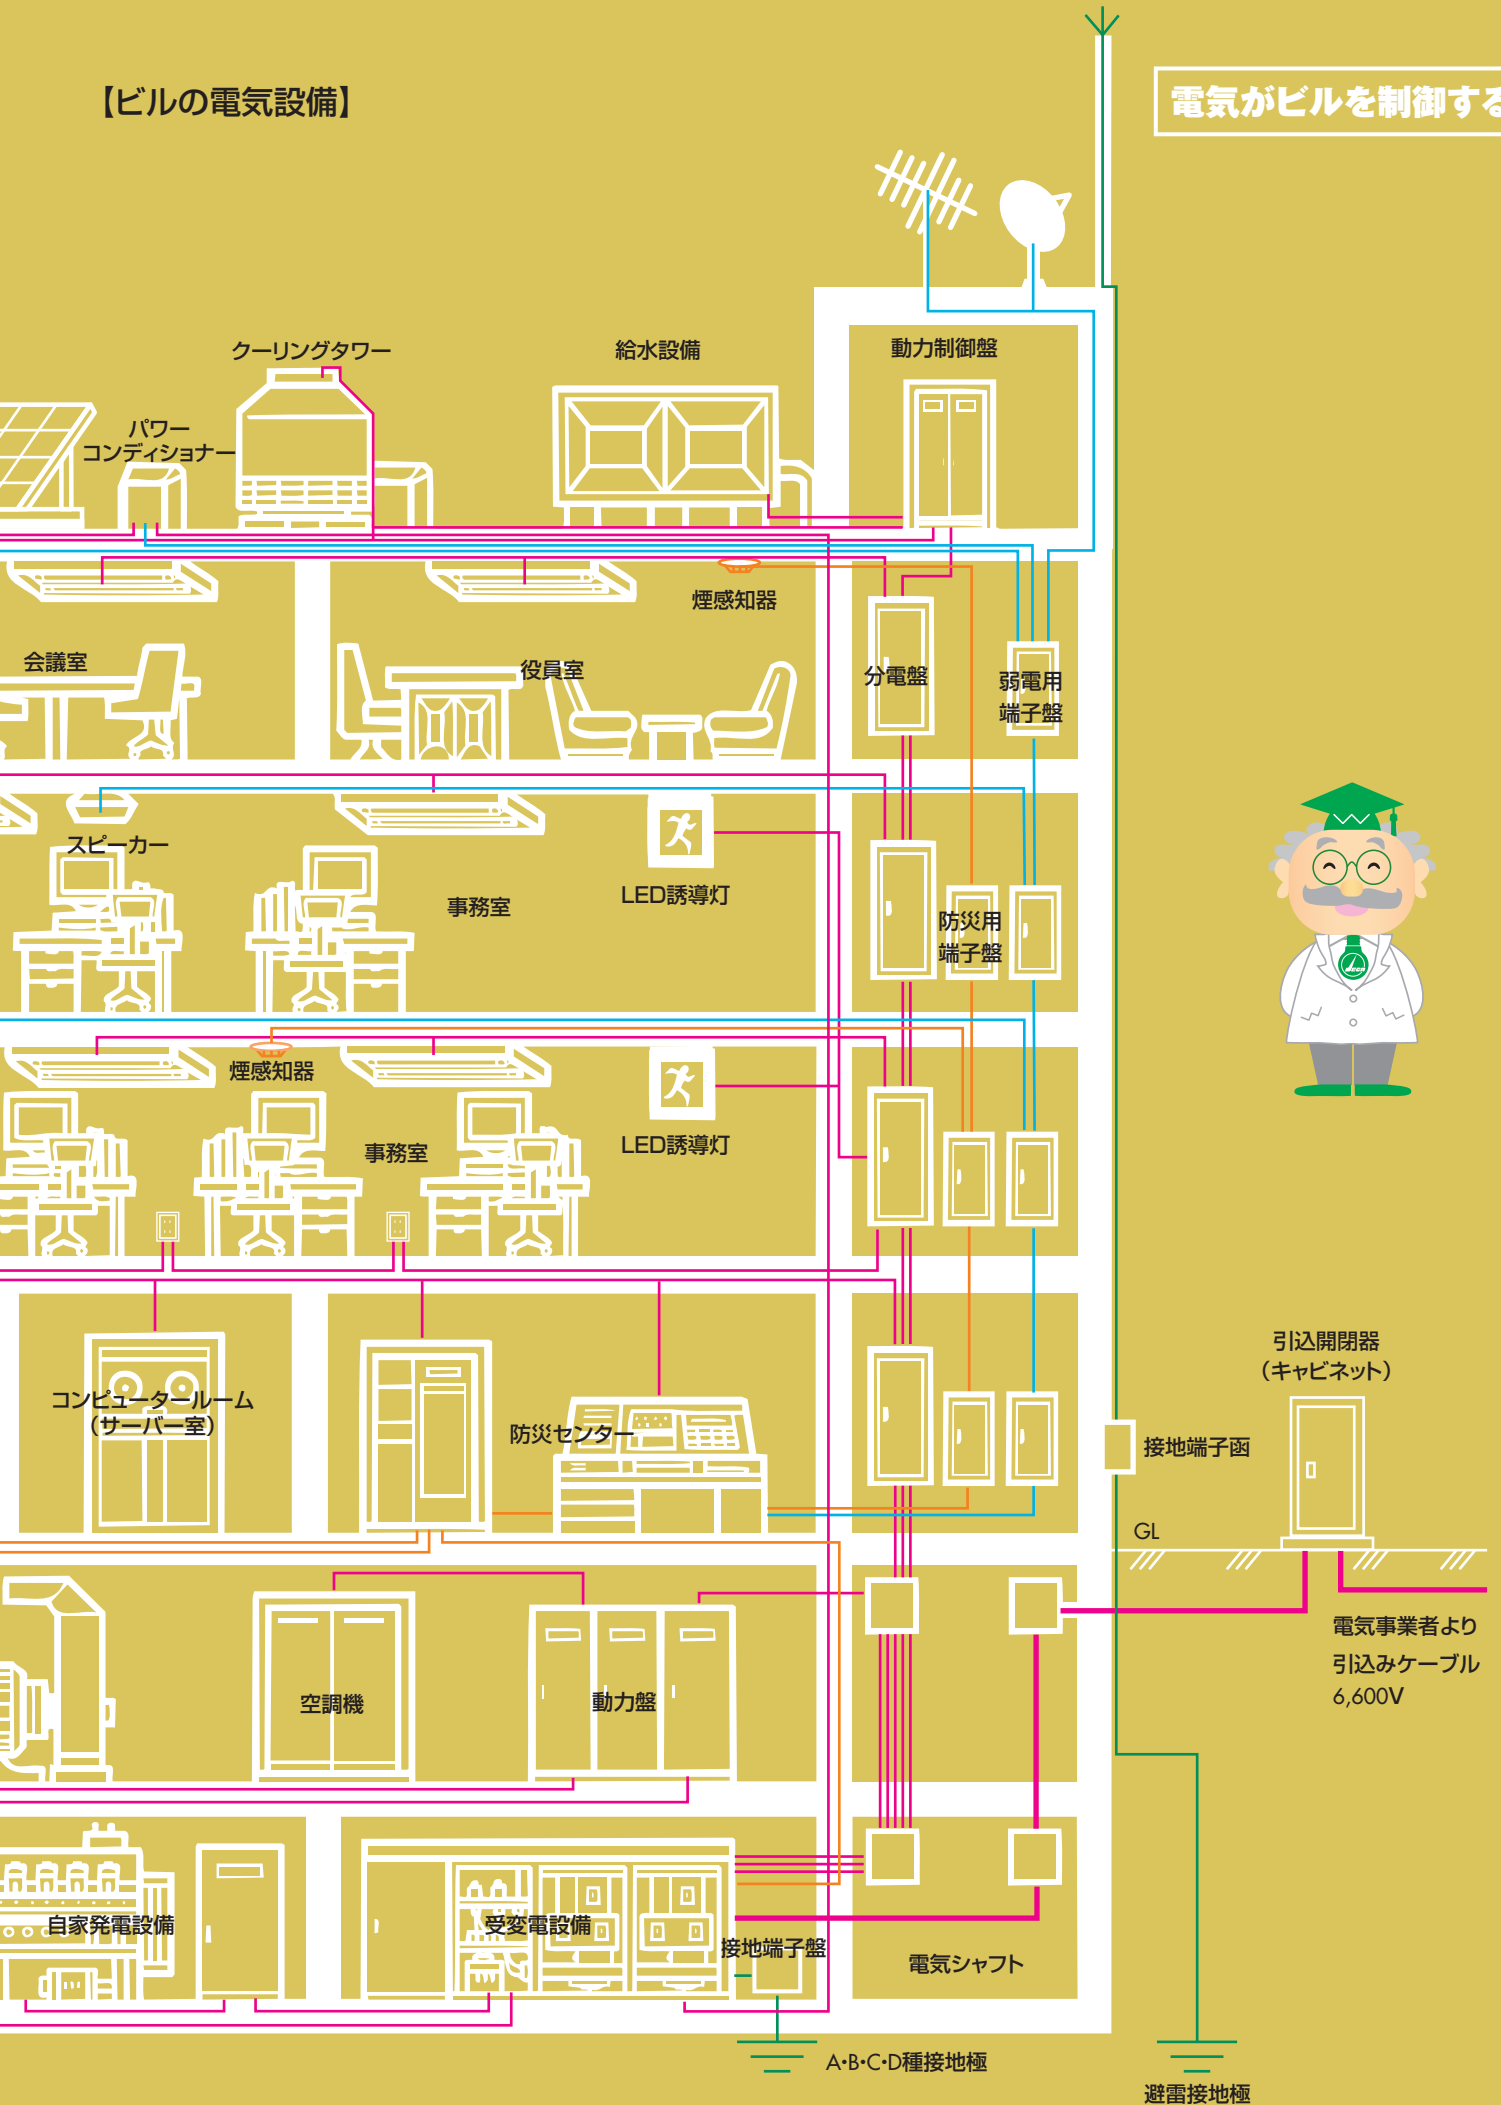 【ビルの電気設備】
電気がビルを制御する
クーリングタワー
給水設備
動力制御盤
パワー
コンディショナー
煙感知器
会議室
役員室
分電盤
弱電用
端子盤
スピーカー
事務室
LED誘導灯
防災用
端子盤
煙感知器
事務室
LED誘導灯
引込開閉器
（キャビネット）
コンピュータールーム
（サーバー室）
防災センター
接地端子函
GL
電気事業者より
引込みケーブル
6,600V
空調機
動力盤
自家発電設備
受変電設備
接地端子盤
電気シャフト
A・B・C・D種接地極
避雷接地極